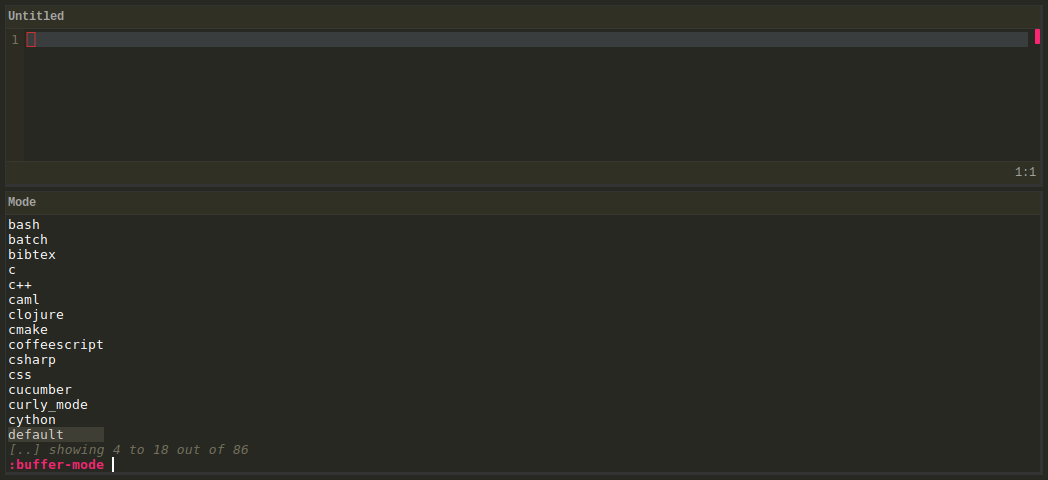 Untitled
1
1:1
Mode
bash
batch
bibtex
c
c++
caml
clojure
cmake
coffeescript
csharp
css
cucumber
curly_mode
cython
default
[..] showing 4 to 18 out of 86
:buffer-mode